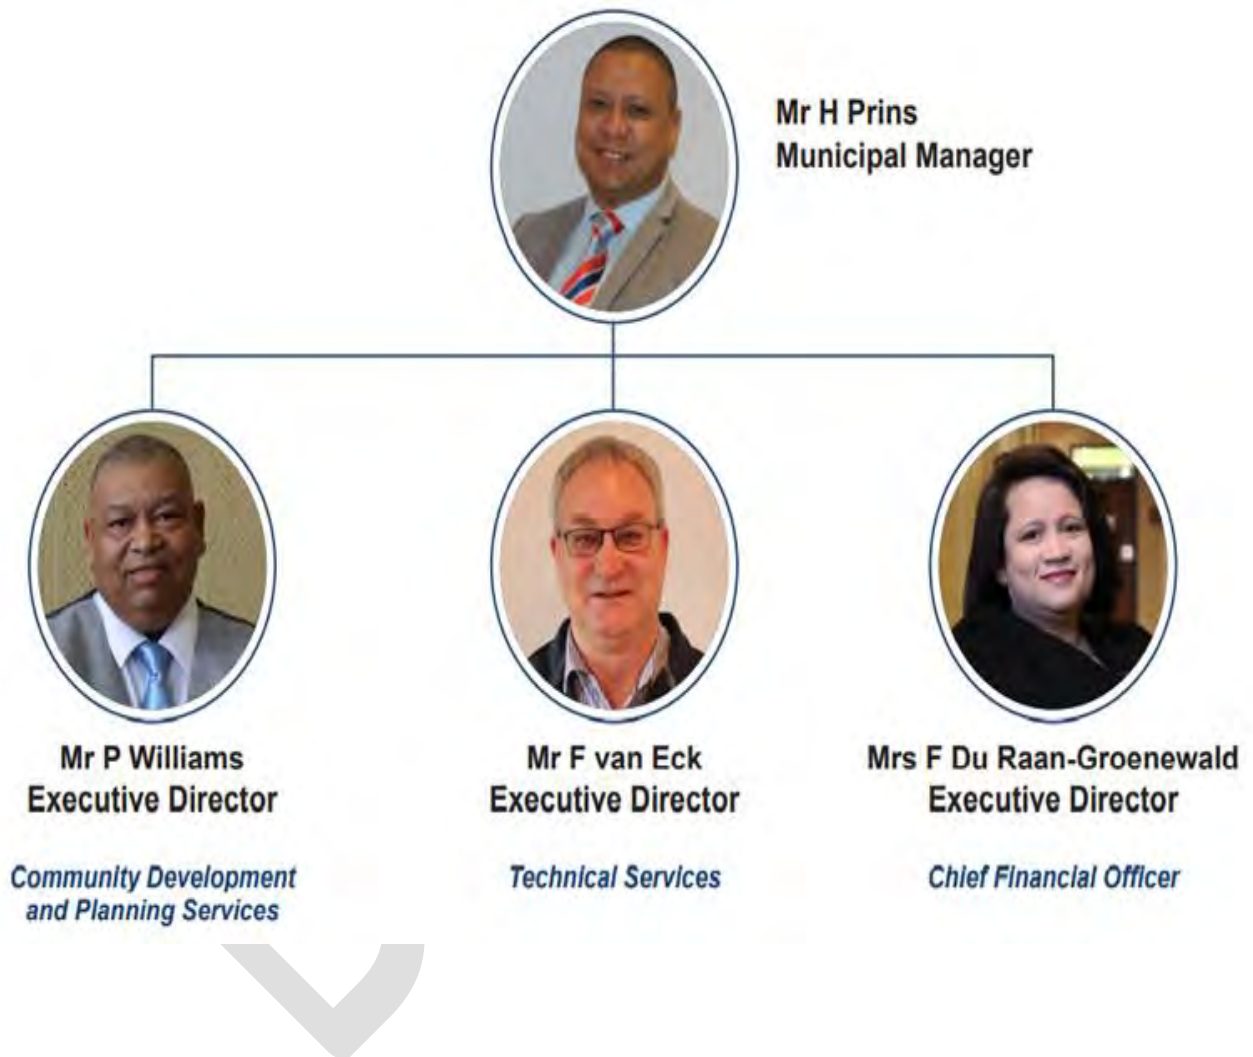 Mr H Prins
Municipal Manager
Mr P Williams
Executive Director
Community Development
and Planning Services
Mr F van Eck
Executive Director
Technical Services
Mrs F Du Raan-Groenewald
Executive Director
Chief Financial Officer